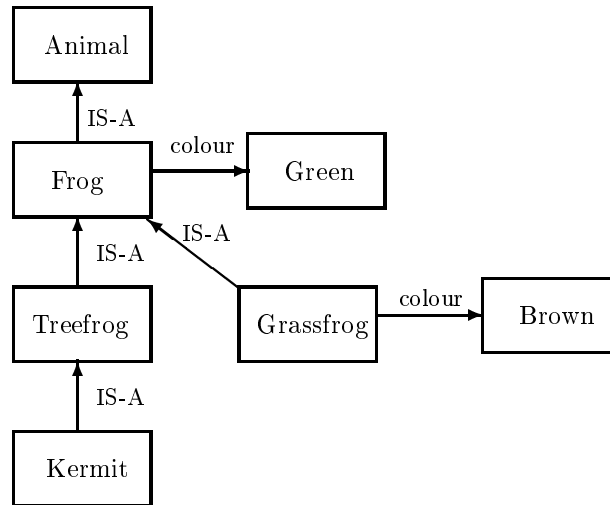 Animal
IS-A
colour
Frog
Green
IS-A
IS-A
colour
Treefrog
Grassfrog
Brown
IS-A
Kermit